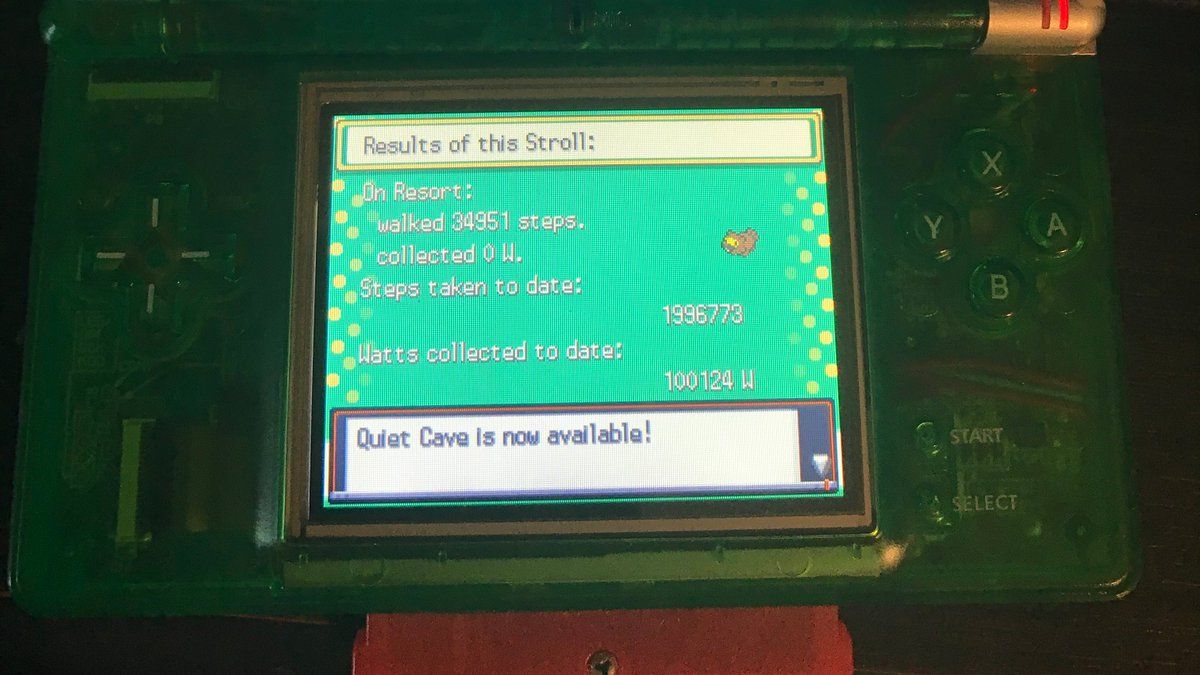 Results of this Stroll:
On Resort:
walked 34951 steps.
collected 0 W.
Steps taken to date:
1996773
Watts collected to date:
100124 W
Quiet Cave is now available!
X
Y
A
B
START
SELECT